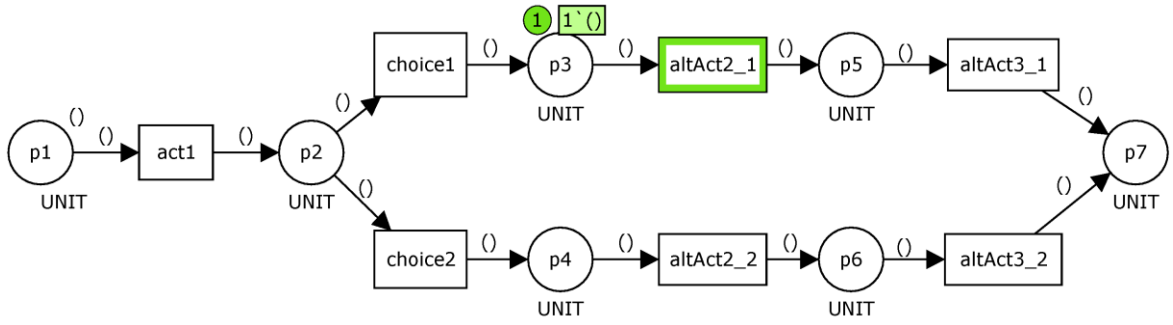 1 1`()
() () () ()
choice1 p3 altAct2_1 p5 altAct3_1
UNIT UNIT
() ()
() () ()
p1 act1 p2 p7
UNIT UNIT UNIT
() ()
() () () ()
choice2 p4 altAct2_2 p6 altAct3_2
UNIT UNIT